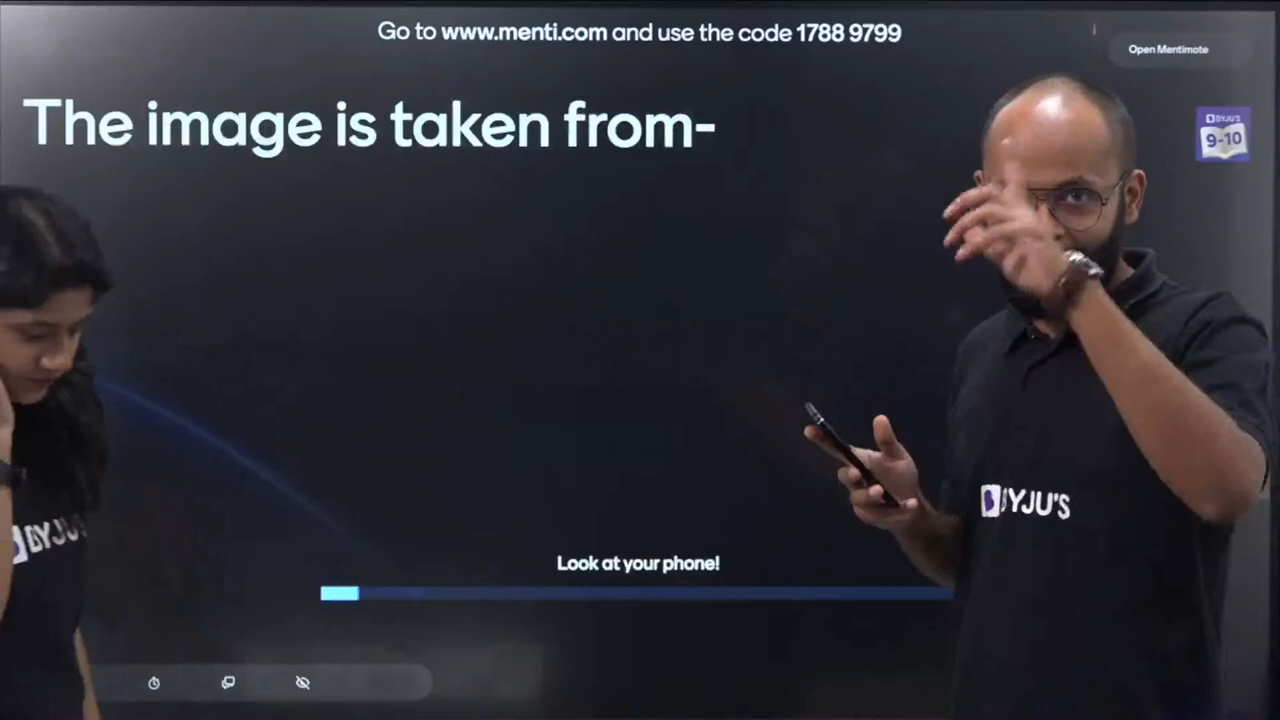 Go to www.menti.com and use the code 1788 9799
Open Mentimote
The image is taken from-
BYJU'S
9-10
BYJU'S
BYJU'S
Look at your phone!